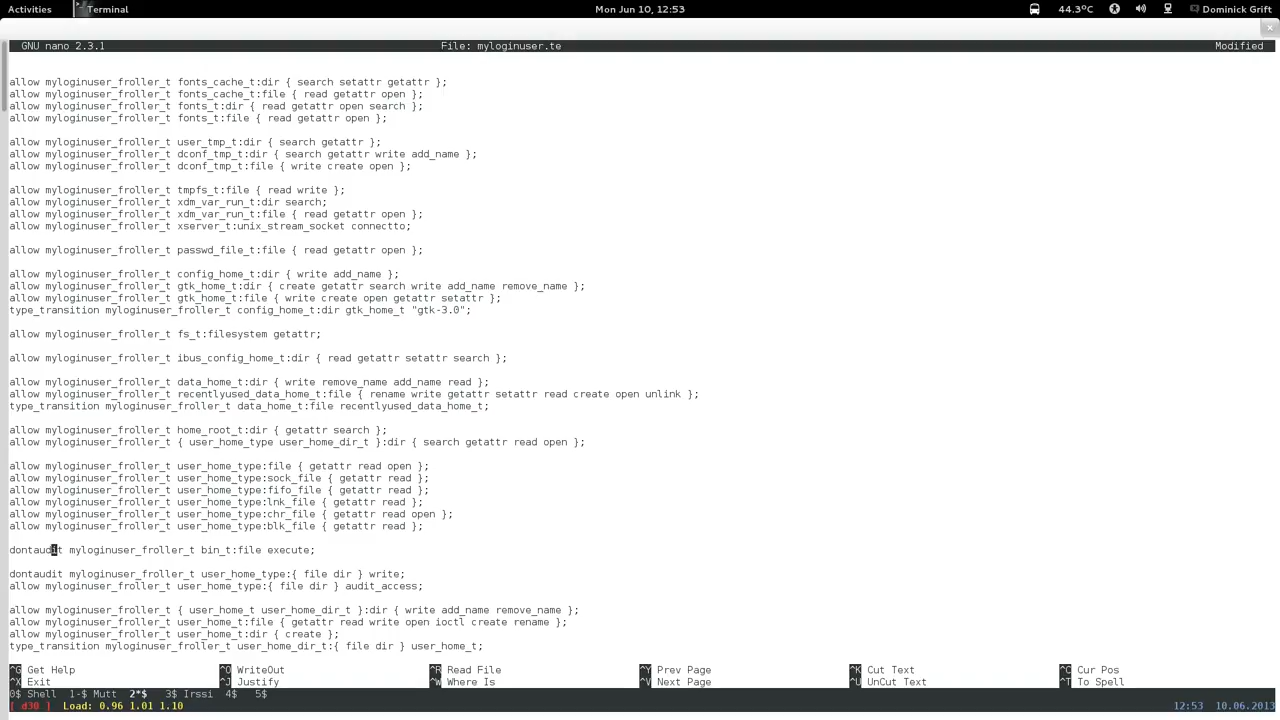 Activities Terminal Mon Jun 10, 12:53 44.3°C Dominick Grift
GNU nano 2.3.1 File: myloginuser.te Modified
allow myloginuser_froller_t fonts_cache_t:dir { search setattr getattr };
allow myloginuser_froller_t fonts_cache_t:file { read getattr open };
allow myloginuser_froller_t fonts_t:dir { read getattr open search };
allow myloginuser_froller_t fonts_t:file { read getattr open };
allow myloginuser_froller_t user_tmp_t:dir { search getattr };
allow myloginuser_froller_t dconf_tmp_t:dir { search getattr write add_name };
allow myloginuser_froller_t dconf_tmp_t:file { write create open };
allow myloginuser_froller_t tmpfs_t:file { read write };
allow myloginuser_froller_t xdm_var_run_t:dir search;
allow myloginuser_froller_t xdm_var_run_t:file { read getattr open };
allow myloginuser_froller_t xserver_t:unix_stream_socket connectto;
allow myloginuser_froller_t passwd_file_t:file { read getattr open };
allow myloginuser_froller_t config_home_t:dir { write add_name };
allow myloginuser_froller_t gtk_home_t:dir { create getattr search write add_name remove_name };
allow myloginuser_froller_t gtk_home_t:file { write create open getattr setattr };
type_transition myloginuser_froller_t config_home_t:dir gtk_home_t "gtk-3.0";
allow myloginuser_froller_t fs_t:filesystem getattr;
allow myloginuser_froller_t ibus_config_home_t:dir { read getattr setattr search };
allow myloginuser_froller_t data_home_t:dir { write remove_name add_name read };
allow myloginuser_froller_t recentlyused_data_home_t:file { rename write getattr setattr read create open unlink };
type_transition myloginuser_froller_t data_home_t:file recentlyused_data_home_t;
allow myloginuser_froller_t home_root_t:dir { getattr search };
allow myloginuser_froller_t { user_home_type user_home_dir_t }:dir { search getattr read open };
allow myloginuser_froller_t user_home_type:file { getattr read open };
allow myloginuser_froller_t user_home_type:sock_file { getattr read };
allow myloginuser_froller_t user_home_type:fifo_file { getattr read };
allow myloginuser_froller_t user_home_type:lnk_file { getattr read };
allow myloginuser_froller_t user_home_type:chr_file { getattr read open };
allow myloginuser_froller_t user_home_type:blk_file { getattr read };
dontaudit myloginuser_froller_t bin_t:file execute;
dontaudit myloginuser_froller_t user_home_type:{ file dir } write;
allow myloginuser_froller_t user_home_type:{ file dir } audit_access;
allow myloginuser_froller_t { user_home_t user_home_dir_t }:dir { write add_name remove_name };
allow myloginuser_froller_t user_home_t:file { getattr read write open ioctl create rename };
allow myloginuser_froller_t user_home_t:dir { create };
type_transition myloginuser_froller_t user_home_dir_t:{ file dir } user_home_t;
^G Get Help ^O WriteOut ^R Read File ^Y Prev Page ^K Cut Text ^C Cur Pos
^X Exit ^J Justify ^W Where Is ^V Next Page ^U UnCut Text ^T To Spell
0$ Shell 1-$ Mutt 2*$ 3$ Irssi 4$ 5$
[ d30 ] Load: 0.96 1.01 1.10 12:53 10.06.2013